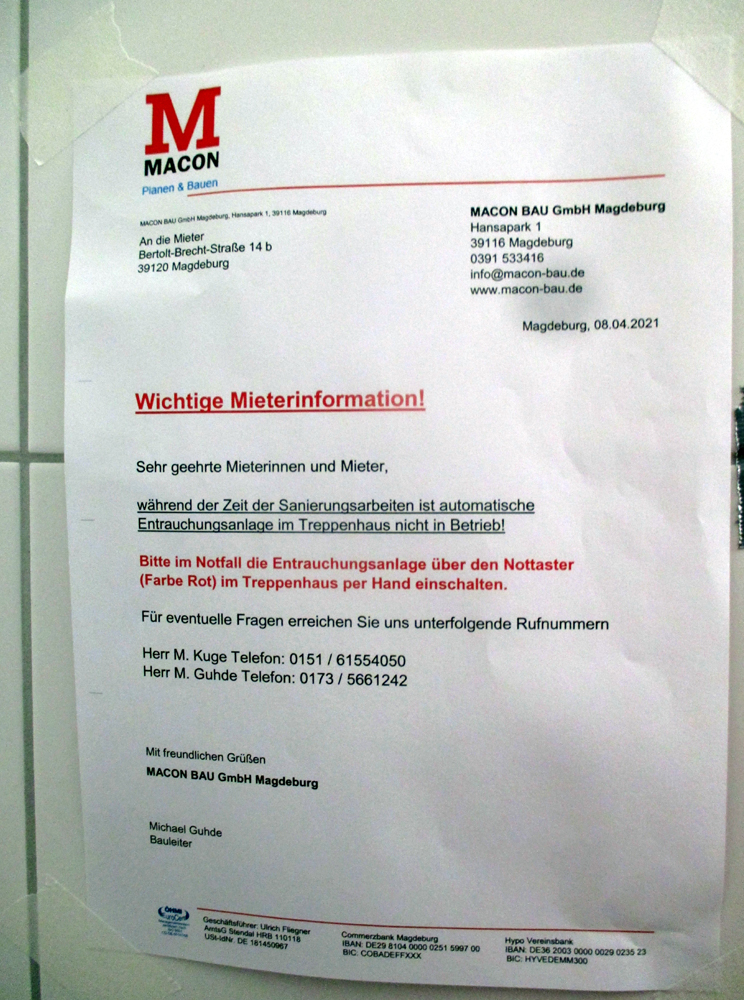 M
MACON
Planen & Bauen
MACON BAU GmbH Magdeburg, Hansapark 1, 39116 Magdeburg
An die Mieter
Bertolt-Brecht-Straße 14 b
39120 Magdeburg
MACON BAU GmbH Magdeburg
Hansapark 1
39116 Magdeburg
0391 533416
info@macon-bau.de
www.macon-bau.de
Magdeburg, 08.04.2021
Wichtige Mieterinformation!
Sehr geehrte Mieterinnen und Mieter,
während der Zeit der Sanierungsarbeiten ist automatische
Entrauchungsanlage im Treppenhaus nicht in Betrieb!
Bitte im Notfall die Entrauchungsanlage über den Nottaster
(Farbe Rot) im Treppenhaus per Hand einschalten.
Für eventuelle Fragen erreichen Sie uns unterfolgende Rufnummern
Herr M. Kuge Telefon: 0151 / 61554050
Herr M. Guhde Telefon: 0173 / 5661242
Mit freundlichen Grüßen
MACON BAU GmbH Magdeburg
Michael Guhde
Bauleiter
ÖHMI
EuroCert
Geschäftsführer: Ulrich Fliegner
AmtsG Stendal HRB 110118
USt-IdNr. DE 181450967
Commerzbank Magdeburg
IBAN: DE29 8104 0000 0251 5997 00
BIC: COBADEFFXXX
Hypo Vereinsbank
IBAN: DE36 2003 0000 0029 0235 23
BIC: HYVEDEMM300